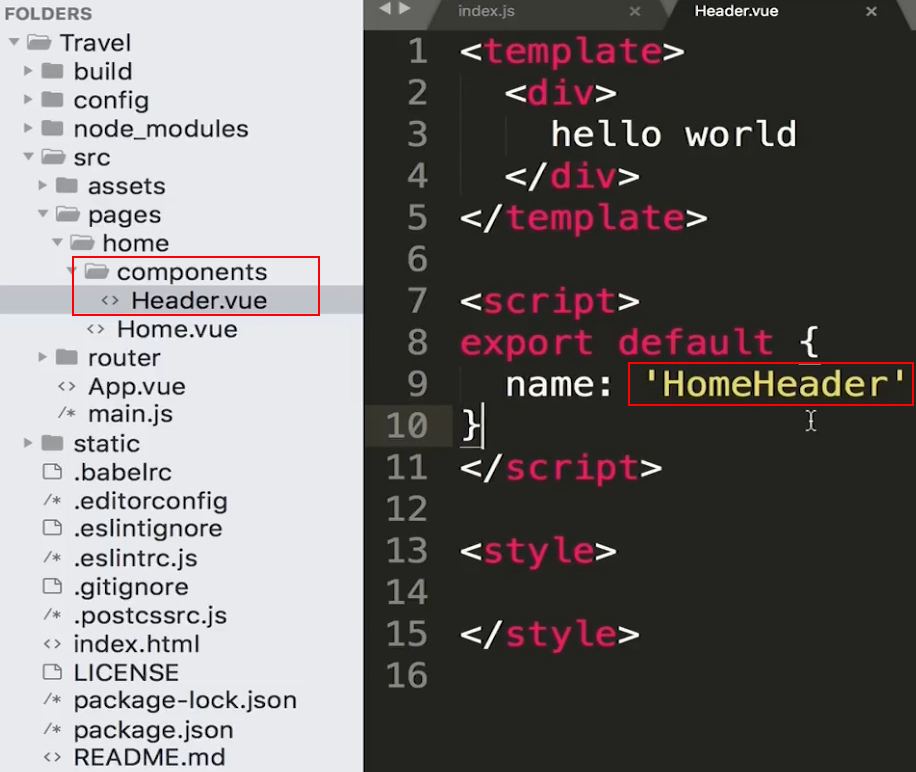 FOLDERS
Travel
build
config
node_modules
src
assets
pages
home
components
Header.vue
Home.vue
router
App.vue
main.js
static
.babelrc
.editorconfig
.eslintignore
.eslintrc.js
.gitignore
.postcssrc.js
index.html
LICENSE
package-lock.json
package.json
README.md
index.js
Header.vue
1 <template>
2 <div>
3 hello world
4 </div>
5 </template>
6
7 <script>
8 export default {
9 name: 'HomeHeader'
10 }
11 </script>
12
13 <style>
14
15 </style>
16